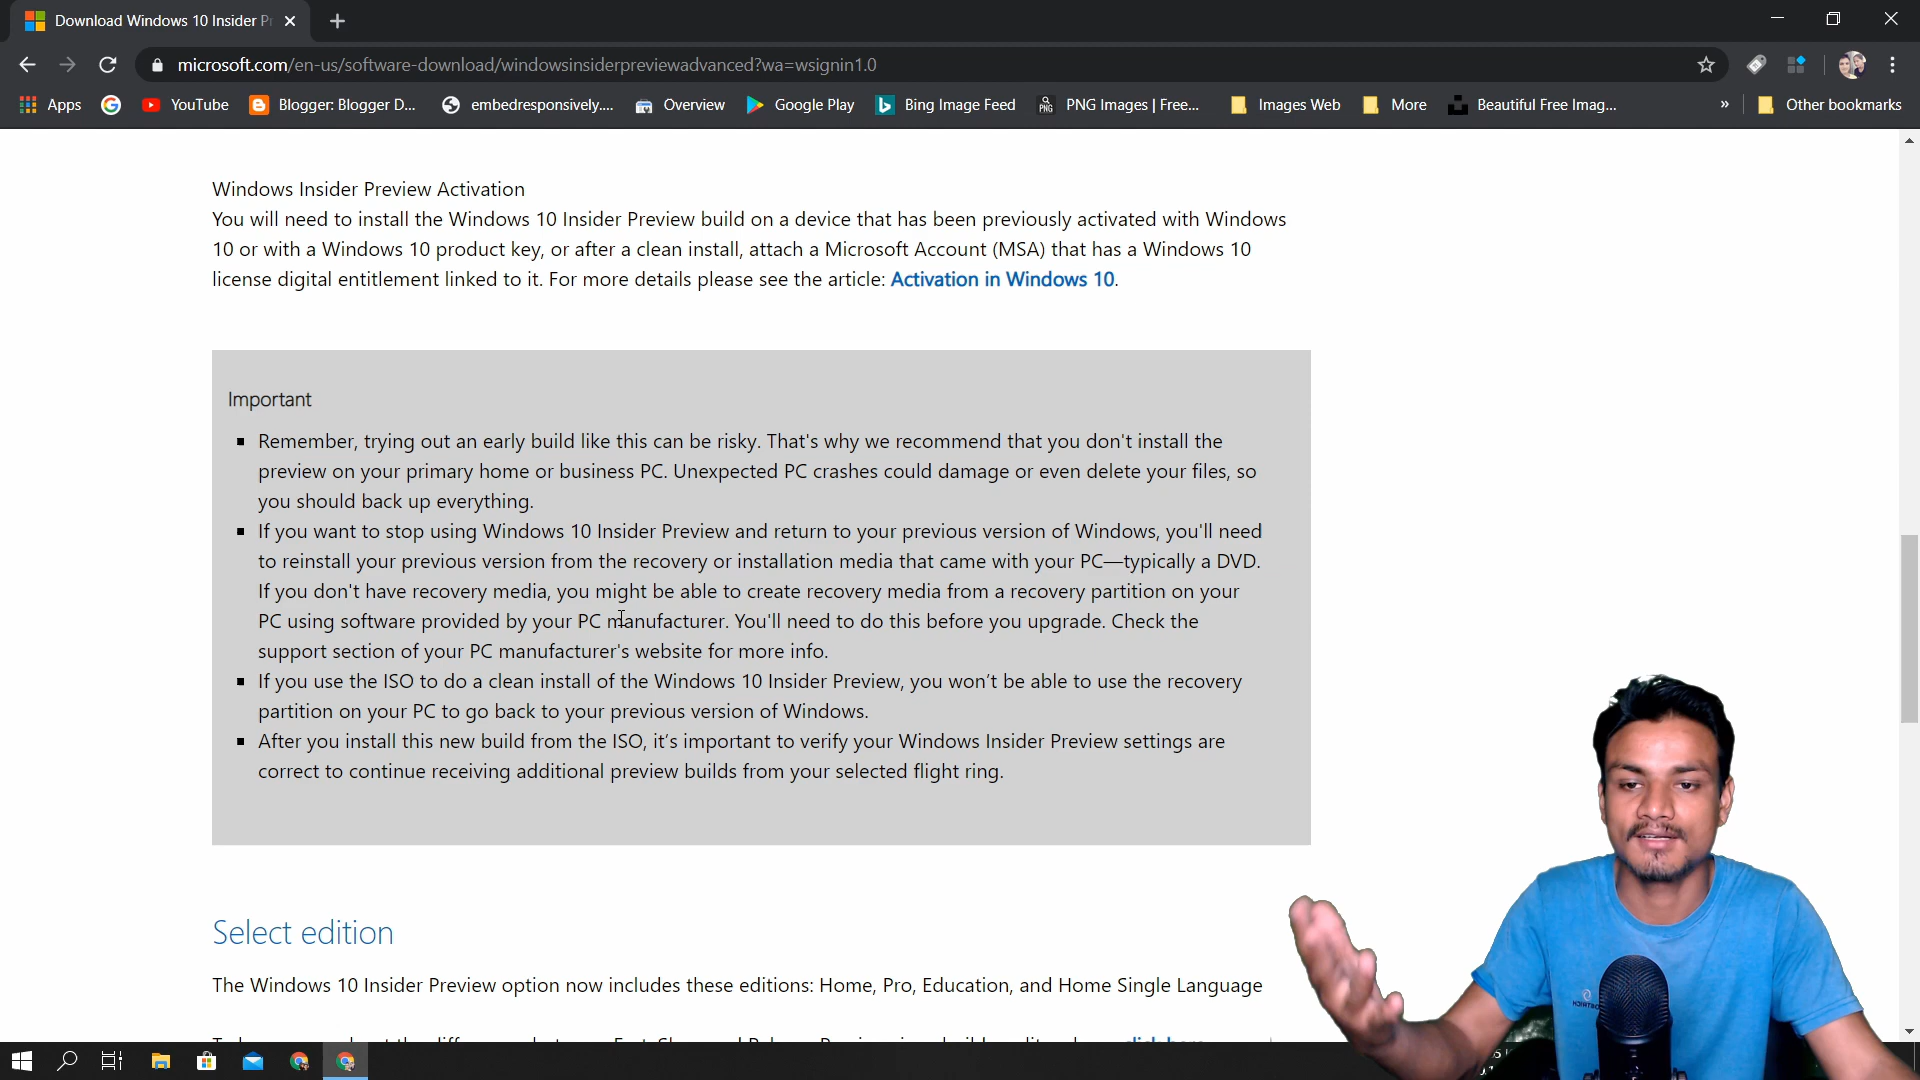 Download Windows 10 Insider Pr
microsoft.com/en-us/software-download/windowsinsiderpreviewadvanced?wa=wsignin1.0
Apps YouTube Blogger: Blogger D... embedresponsively.... Overview Google Play Bing Image Feed PNG Images | Free... Images Web More Beautiful Free Imag... » Other bookmarks
Windows Insider Preview Activation
You will need to install the Windows 10 Insider Preview build on a device that has been previously activated with Windows
10 or with a Windows 10 product key, or after a clean install, attach a Microsoft Account (MSA) that has a Windows 10
license digital entitlement linked to it. For more details please see the article: Activation in Windows 10.
Important
Remember, trying out an early build like this can be risky. That's why we recommend that you don't install the
preview on your primary home or business PC. Unexpected PC crashes could damage or even delete your files, so
you should back up everything.
If you want to stop using Windows 10 Insider Preview and return to your previous version of Windows, you'll need
to reinstall your previous version from the recovery or installation media that came with your PC—typically a DVD.
If you don't have recovery media, you might be able to create recovery media from a recovery partition on your
PC using software provided by your PC manufacturer. You'll need to do this before you upgrade. Check the
support section of your PC manufacturer's website for more info.
If you use the ISO to do a clean install of the Windows 10 Insider Preview, you won’t be able to use the recovery
partition on your PC to go back to your previous version of Windows.
After you install this new build from the ISO, it’s important to verify your Windows Insider Preview settings are
correct to continue receiving additional preview builds from your selected flight ring.
Select edition
The Windows 10 Insider Preview option now includes these editions: Home, Pro, Education, and Home Single Language